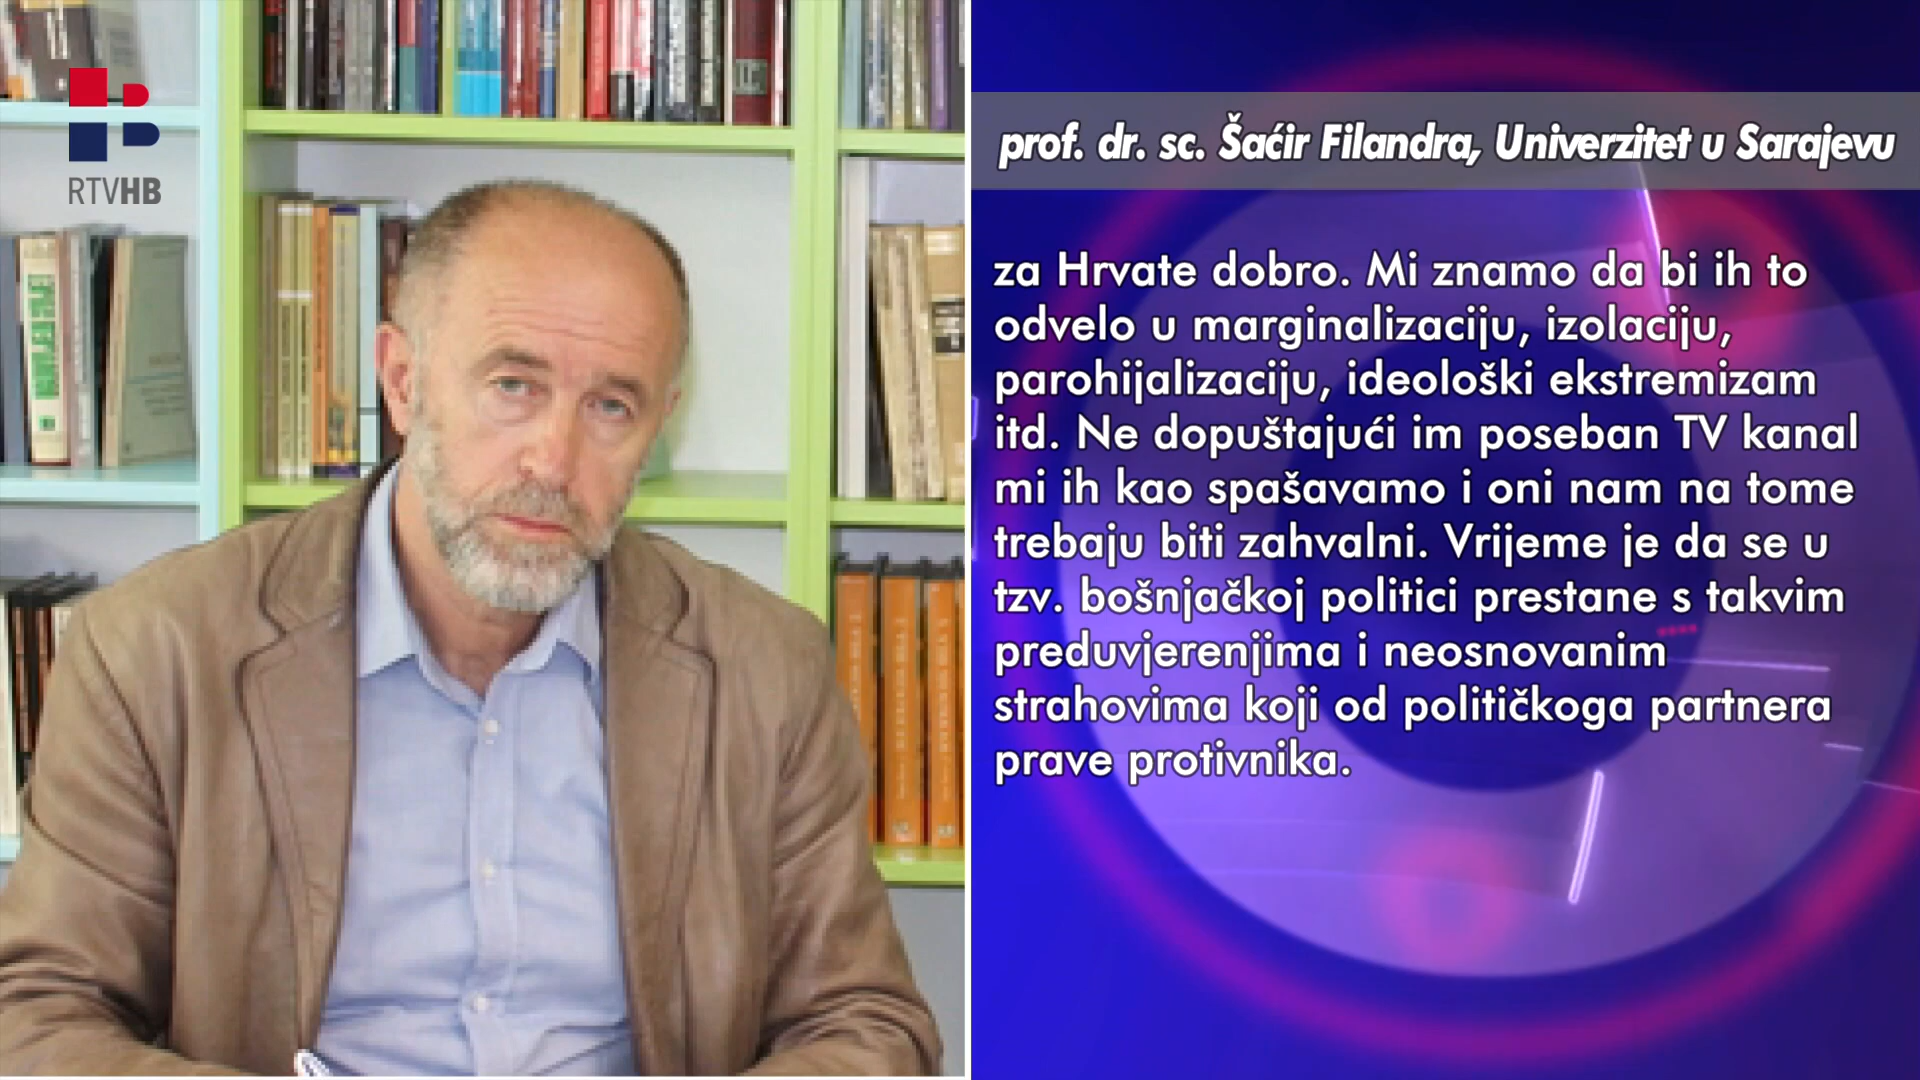 RTVHB
prof. dr. sc. Šaćir Filandra, Univerzitet u Sarajevu
za Hrvate dobro. Mi znamo da bi ih to
odvelo u marginalizaciju, izolaciju,
parohijalizaciju, ideološki ekstremizam
itd. Ne dopuštajući im poseban TV kanal
mi ih kao spašavamo i oni nam na tome
trebaju biti zahvalni. Vrijeme je da se u
tzv. bošnjačkoj politici prestane s takvim
preduvjerenjima i neosnovanim
strahovima koji od političkoga partnera
prave protivnika.